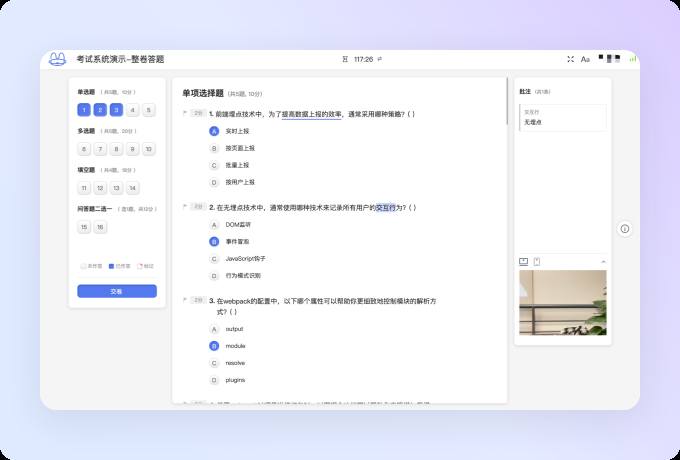 考试系统演示-整卷答题
117:26
Aa
单选题 （共5题, 10分）
1 2 3 4 5
多选题 （共5题, 20分）
6 7 8 9 10
填空题 （共4题, 18分）
11 12 13 14
问答题二选一 （选1题, 共12分）
15 16
未作答 已作答 标记
交卷
单项选择题 (共5题, 10分)
2分 1. 前端埋点技术中，为了提高数据上报的效率，通常采用哪种策略？( )
A 实时上报
B 按页面上报
C 批量上报
D 按用户上报
2分 2. 在无埋点技术中，通常使用哪种技术来记录所有用户的交互行为？( )
A DOM监听
B 事件冒泡
C JavaScript钩子
D 行为模式识别
2分 3. 在webpack的配置中，以下哪个属性可以帮助你更细致地控制模块的解析方
式？( )
A output
B module
C resolve
D plugins
批注 (共1条)
交互行
无埋点